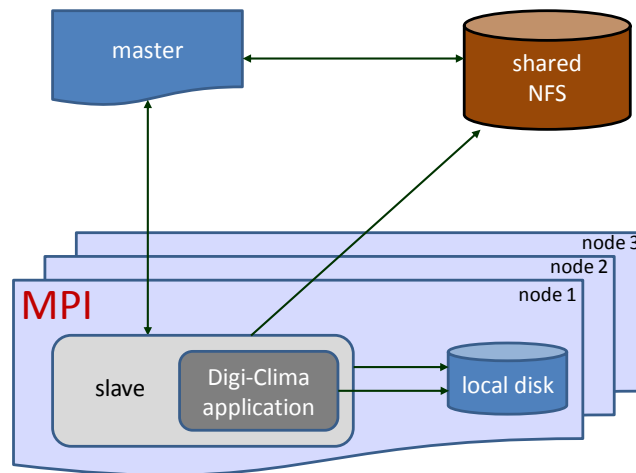 master
shared
NFS
node 3
node 2
node 1
MPI
slave
Digi-Clima
application
local disk